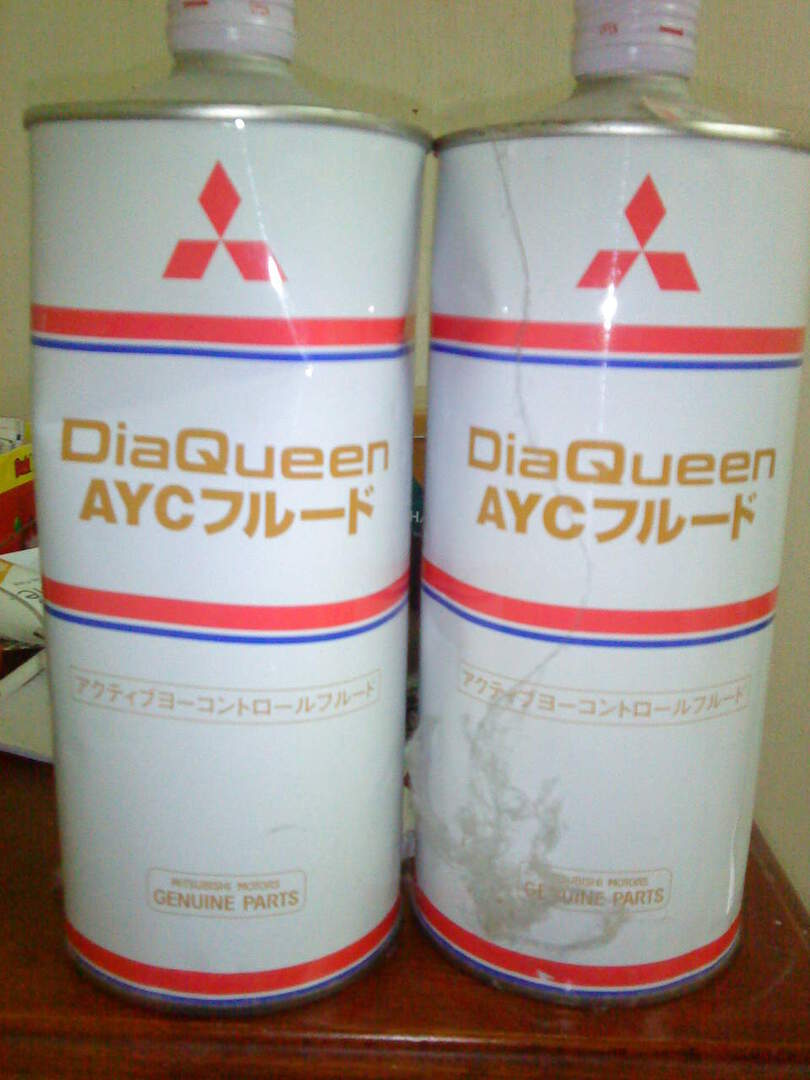 DiaQueen
AYCフルード
アクティブヨーコントロールフルード
MITSUBISHI MOTORS
GENUINE PARTS
DiaQueen
AYCフルード
アクティブヨーコントロールフルード
MITSUBISHI MOTORS
GENUINE PARTS